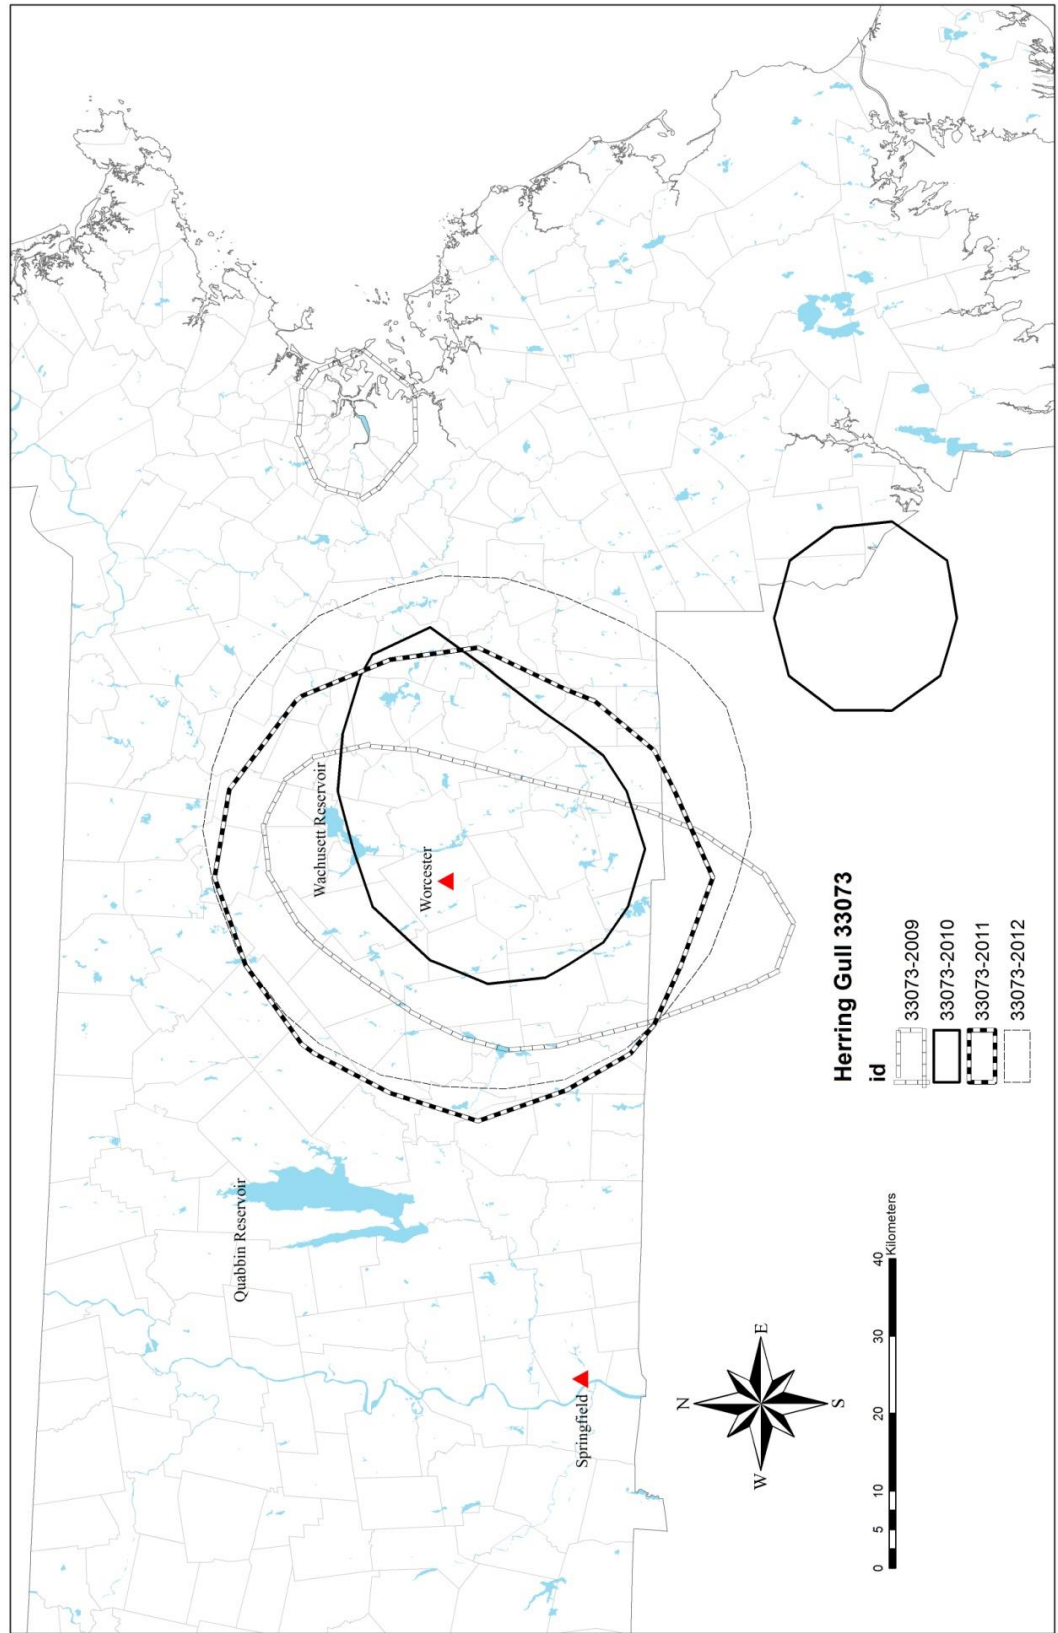 Quabbin Reservoir
Wachusett Reservoir
Worcester
Springfield
N
W
E
S
0 5 10 20 30 40
Kilometers
Herring Gull 33073
id
33073-2009
33073-2010
33073-2011
33073-2012